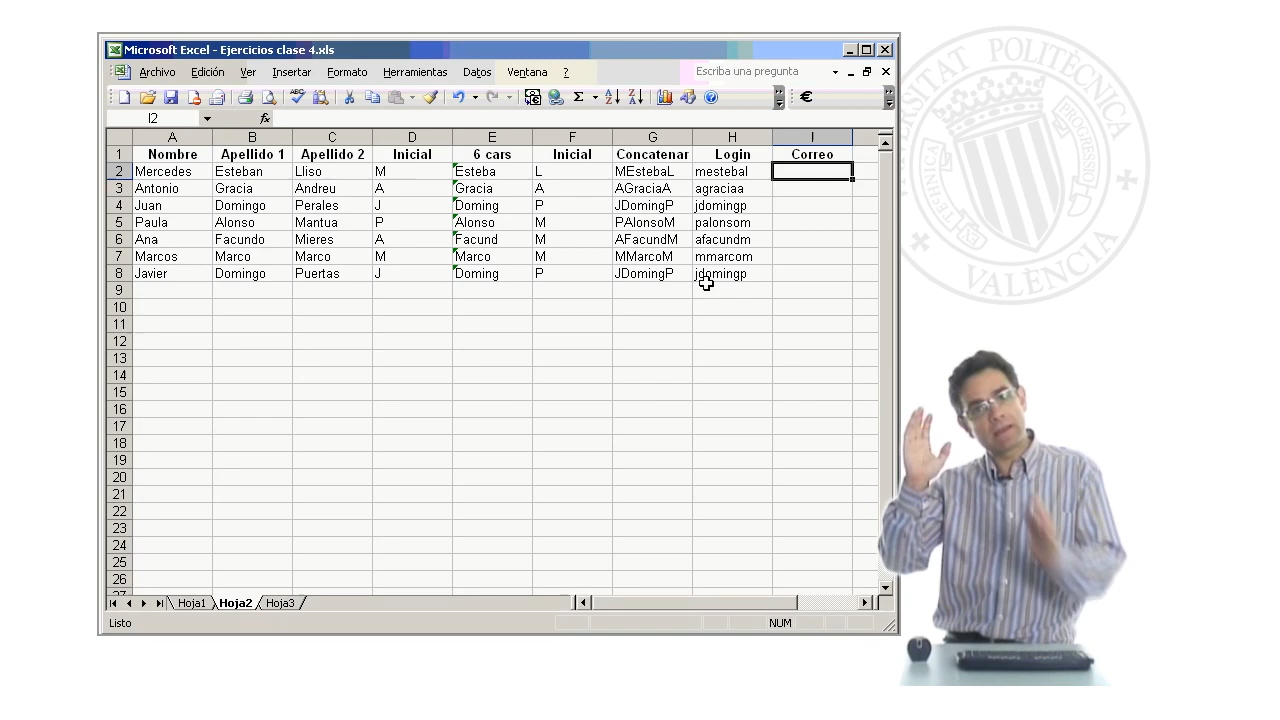 Microsoft Excel - Ejercicios clase 4.xls
Archivo Edición Ver Insertar Formato Herramientas Datos Ventana ? Escriba una pregunta
Σ A Z Z A ? €
I2 fx
A B C D E F G H I
1 Nombre Apellido 1 Apellido 2 Inicial 6 cars Inicial Concatenar Login Correo
2 Mercedes Esteban Lliso M Esteba L MEstebaL mestebal
3 Antonio Gracia Andreu A Gracia A AGraciaA agraciaa
4 Juan Domingo Perales J Doming P JDomingP jdomingp
5 Paula Alonso Mantua P Alonso M PAlonsoM palonsom
6 Ana Facundo Mieres A Facund M AFacundM afacundm
7 Marcos Marco Marco M Marco M MMarcoM mmarcom
8 Javier Domingo Puertas J Doming P JDomingP jdomingp
9
10
11
12
13
14
15
16
17
18
19
20
21
22
23
24
25
26
27
Hoja1 Hoja2 Hoja3
Listo NUM
UNIVERSITAT POLITÈCNICA
DE VALÈNCIA